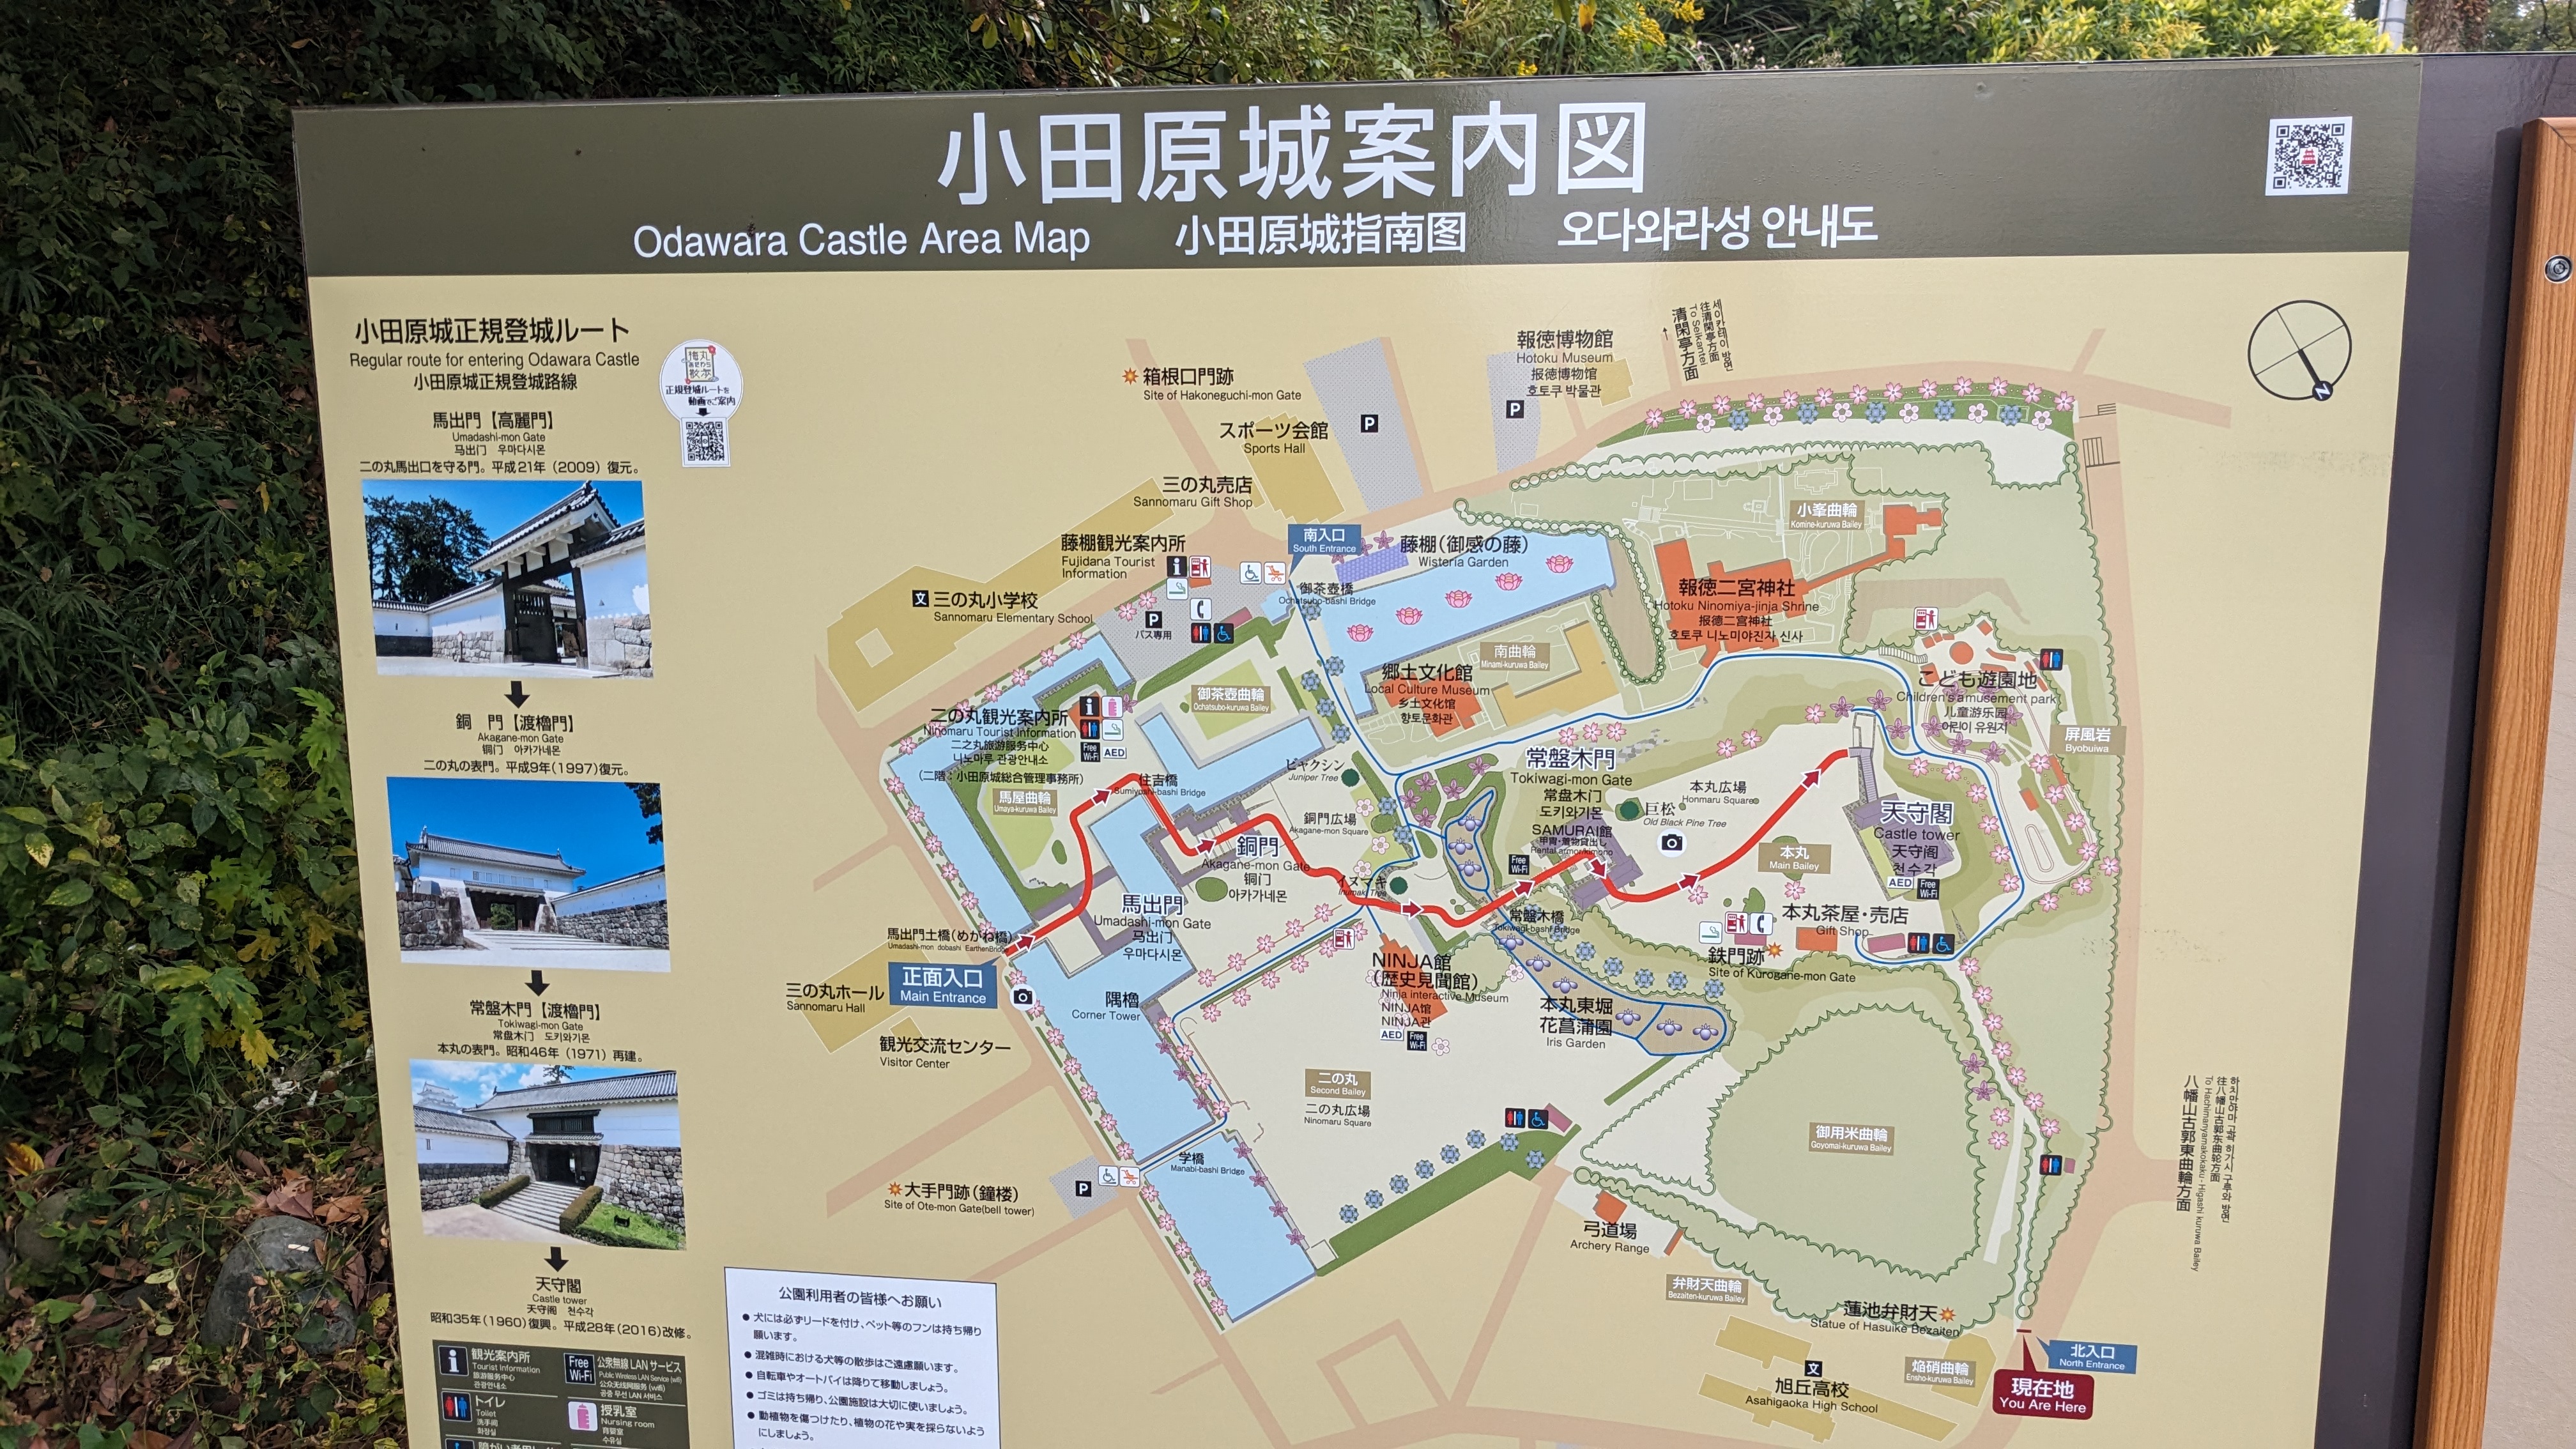 小田原城案内図
Odawara Castle Area Map 小田原城指南图 오다와라성 안내도
小田原城正規登城ルート
Regular route for entering Odawara Castle
小田原城正規登城路線
正規登城ルートを
動画でご案内
馬出門【高麗門】
Umadashi-mon Gate
马出门 우마다시몬
二の丸馬出口を守る門。平成21年(2009)復元。
銅 門【渡櫓門】
Akagane-mon Gate
铜门 아카가네몬
二の丸の表門。平成9年(1997)復元。
常盤木門【渡櫓門】
Tokiwagi-mon Gate
常盘木门 도키와기몬
本丸の表門。昭和46年(1971)再建。
天守閣
Castle tower
天守阁 천수각
昭和35年(1960)復興。平成28年(2016)改修。
i 観光案内所
Tourist Information
旅游服务中心
관광안내소
Free Wi-Fi 公衆無線LANサービス
Public Wireless LAN Service (wifi)
公众无线网服务 (wifi)
공중 무선 LAN 서비스
トイレ
Toilet
洗手间
화장실
授乳室
Nursing room
育婴室
수유실
公園利用者の皆様へお願い
●犬には必ずリードを付け、ペット等のフンは持ち帰り
願います。
●混雑時における犬等の散歩はご遠慮願います。
●自転車やオートバイは降りて移動しましょう。
●ゴミは持ち帰り、公園施設は大切に使いましょう。
●動植物を傷つけたり、植物の花や実を採らないよう
にしましょう。
箱根口門跡
Site of Hakoneguchi-mon Gate
スポーツ会館
Sports Hall
P
報徳博物館
Hotoku Museum
报徳博物馆
호토쿠 박물관
P
清閑亭方面
To Seikantei
往清閑亭方面
세이카테이 방면
三の丸売店
Sannomaru Gift Shop
藤棚観光案内所
Fujidana Tourist
Information
南入口
South Entrance
藤棚(御感の藤)
Wisteria Garden
御茶壺橋
Ochatsubo-bashi Bridge
小峯曲輪
Komine-kuruwa Bailey
報徳二宮神社
Hotoku Ninomiya-jinja Shrine
报德二宮神社
호토쿠 니노미야진자 신사
文 三の丸小学校
Sannomaru Elementary School
P
バス専用
南曲輪
Minami-kuruwa Bailey
郷土文化館
Local Culture Museum
乡土文化馆
향토문화관
御茶壺曲輪
Ochatsubo-kuruwa Bailey
こども遊園地
Children's amusement park
儿童游乐园
어린이 유원지
屏風岩
Byobuiwa
二の丸観光案内所
Ninomaru Tourist Information
二之丸旅游服务中心
니노마루 관광안내소
(二階:小田原城総合管理事務所)
Free Wi-Fi AED
馬屋曲輪
Umaya-kuruwa Bailey
住吉橋
Sumiyoshi-bashi Bridge
ビャクシン
Juniper Tree
銅門広場
Akagane-mon Square
銅門
Akagane-mon Gate
铜门
아카가네몬
常盤木門
Tokiwagi-mon Gate
常盘木门
도키와기몬
SAMURAI館
甲冑・着物貸出し
Rental armor/kimono
Free Wi-Fi
巨松
Old Black Pine Tree
本丸広場
Honmaru Square
本丸
Main Bailey
天守閣
Castle tower
天守阁
천수각
AED Free Wi-Fi
イヌマキ
Inumaki Tree
馬出門
Umadashi-mon Gate
马出门
우마다시몬
馬出門土橋(めがね橋)
Umadashi-mon dobashi EarthenBridge
正面入口
Main Entrance
三の丸ホール
Sannomaru Hall
観光交流センター
Visitor Center
隅櫓
Corner Tower
常盤木橋
Tokiwagi-bashi Bridge
本丸茶屋・売店
Gift Shop
鉄門跡
Site of Kurogane-mon Gate
NINJA館
(歴史見聞館)
Ninja interactive Museum
NINJA馆
NINJA관
AED Free Wi-Fi
本丸東堀
花菖蒲園
Iris Garden
二の丸
Second Bailey
二の丸広場
Ninomaru Square
学橋
Manabi-bashi Bridge
P
大手門跡(鐘楼)
Site of Ote-mon Gate(bell tower)
御用米曲輪
Goyomai-kuruwa Bailey
弓道場
Archery Range
弁財天曲輪
Bezaiten-kuruwa Bailey
蓮池弁財天
Statue of Hasuike Bezaiten
文
旭丘高校
Asahigaoka High School
焔硝曲輪
Ensho-kuruwa Bailey
北入口
North Entrance
現在地
You Are Here
八幡山古郭東曲輪方面
To Hachimanyamakokaku-Higashi kuruwa Bailey
往八幡山古郭东曲轮方面
하치만야마 고곽 히가시 구루와 방면